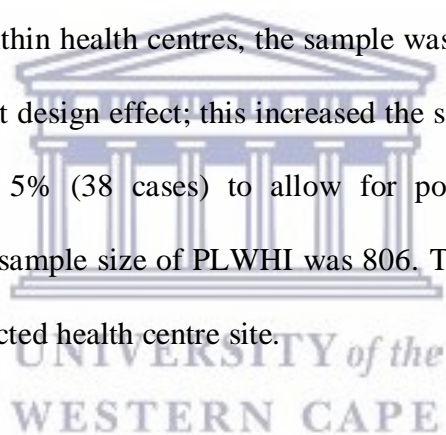 thin health centres, the sample was
t design effect; this increased the s
5% (38 cases) to allow for po
sample size of PLWHI was 806. T
cted health centre site.
UNIVERSITY of the
WESTERN CAPE